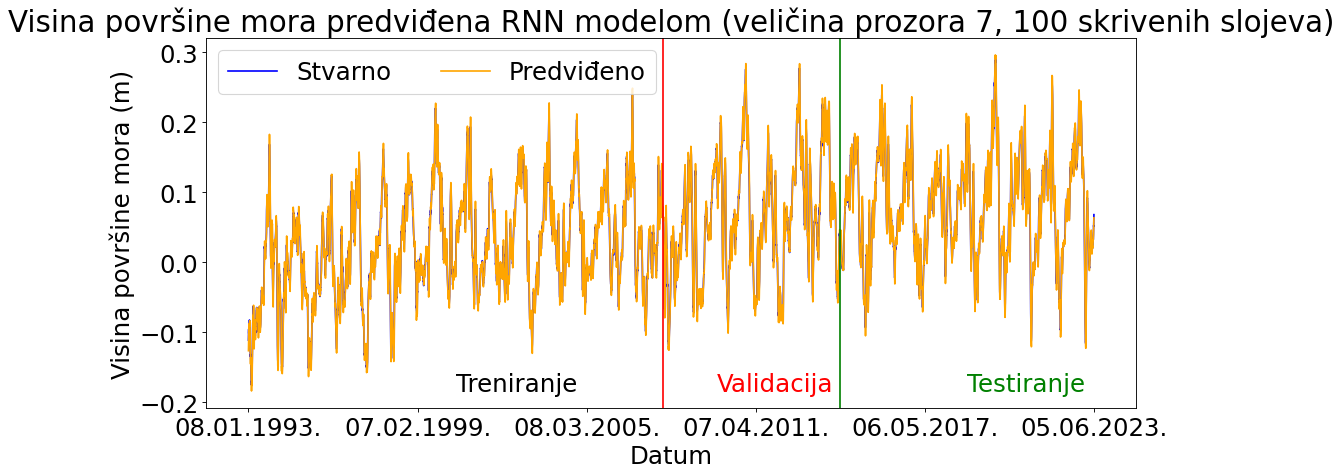 Visina površine mora predviđena RNN modelom (veličina prozora 7, 100 skrivenih slojeva)
Stvarno Predviđeno
Visina površine mora (m)
0.3
0.2
0.1
0.0
−0.1
−0.2
Treniranje Validacija Testiranje
08.01.1993. 07.02.1999. 08.03.2005. 07.04.2011. 06.05.2017. 05.06.2023.
Datum